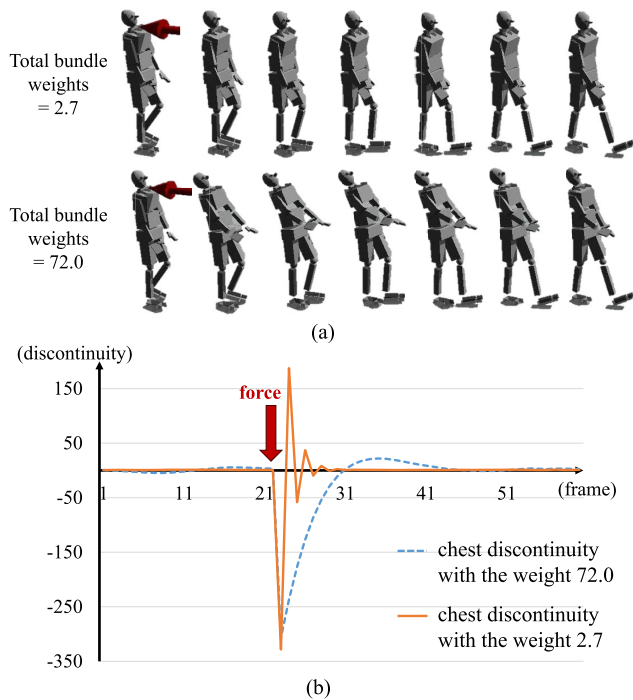 Total bundle
weights
= 2.7
Total bundle
weights
= 72.0
(a)
(discontinuity)
150
force
50
1 11 21 31 41 51 (frame)
-50
-150
chest discontinuity
with the weight 72.0
-250
chest discontinuity
with the weight 2.7
-350
(b)